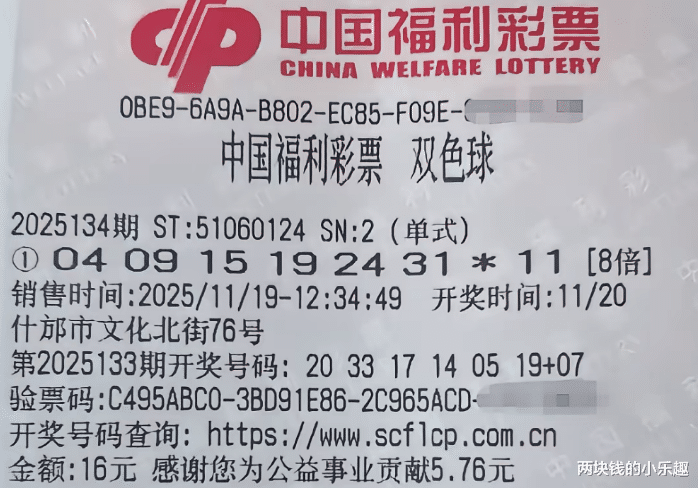 中国福利彩票
CHINA WELFARE LOTTERY
0BE9-6A9A-B802-EC85-F09E-
中国福利彩票 双色球
2025134期 ST:51060124 SN:2 (单式)
① 04 09 15 19 24 31 * 11 [8倍]
销售时间:2025/11/19-12:34:49 开奖时间:11/20
什邡市文化北街76号
第2025133期开奖号码: 20 33 17 14 05 19+07
验票码:C495ABC0-3BD91E86-2C965ACD-
开奖号码查询: https://www.scflcp.com.cn
金额:16元 感谢您为公益事业贡献5.76元
两块钱的小乐趣